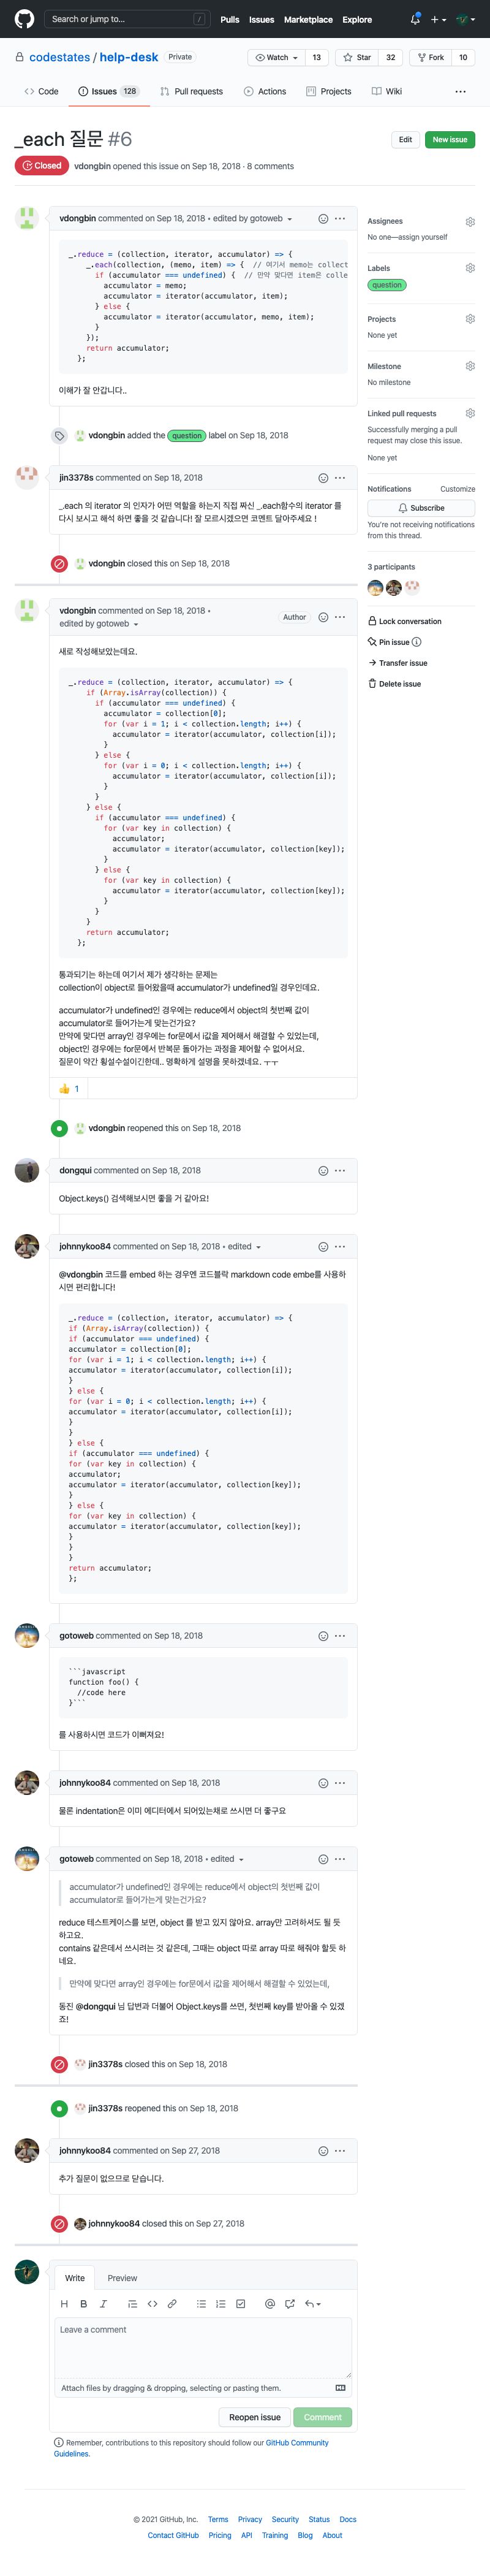 Search or jump to...
/
Pulls Issues Marketplace Explore
codestates / help-desk Private
Watch 13
Star 32
Fork 10
Code
Issues 128
Pull requests
Actions
Projects
Wiki
_each 질문 #6
Edit
New issue
Closed
vdongbin opened this issue on Sep 18, 2018 · 8 comments
vdongbin commented on Sep 18, 2018 • edited by gotoweb
_.reduce = (collection, iterator, accumulator) => {
_.each(collection, (memo, item) => {  // 여기서 memo는 collect
if (accumulator === undefined) {  // 만약 맞다면 item은 colle
accumulator = memo;
accumulator = iterator(accumulator, item);
} else {
accumulator = iterator(accumulator, memo, item);
}
});
return accumulator;
};
이해가 잘 안갑니다..
vdongbin added the question label on Sep 18, 2018
jin3378s commented on Sep 18, 2018
_.each 의 iterator 의 인자가 어떤 역할을 하는지 직접 짜신 _.each함수의 iterator 를
다시 보시고 해석 하면 좋을 것 같습니다! 잘 모르시겠으면 코멘트 달아주세요 !
vdongbin closed this on Sep 18, 2018
vdongbin commented on Sep 18, 2018 •
edited by gotoweb
Author
새로 작성해보았는데요.
_.reduce = (collection, iterator, accumulator) => {
if (Array.isArray(collection)) {
if (accumulator === undefined) {
accumulator = collection[0];
for (var i = 1; i < collection.length; i++) {
accumulator = iterator(accumulator, collection[i]);
}
} else {
for (var i = 0; i < collection.length; i++) {
accumulator = iterator(accumulator, collection[i]);
}
}
} else {
if (accumulator === undefined) {
for (var key in collection) {
accumulator;
accumulator = iterator(accumulator, collection[key]);
}
} else {
for (var key in collection) {
accumulator = iterator(accumulator, collection[key]);
}
}
}
return accumulator;
};
통과되기는 하는데 여기서 제가 생각하는 문제는
collection이 object로 들어왔을때 accumulator가 undefined일 경우인데요.
accumulator가 undefined인 경우에는 reduce에서 object의 첫번째 값이
accumulator로 들어가는게 맞는건가요?
만약에 맞다면 array인 경우에는 for문에서 i값을 제어해서 해결할 수 있었는데,
object인 경우에는 for문에서 반복문 돌아가는 과정을 제어할 수 없어서요.
질문이 약간 횡설수설이긴한데.. 명확하게 설명을 못하겠네요. ㅜㅜ
👍 1
vdongbin reopened this on Sep 18, 2018
dongqui commented on Sep 18, 2018
Object.keys() 검색해보시면 좋을 거 같아요!
johnnykoo84 commented on Sep 18, 2018 • edited
@vdongbin 코드를 embed 하는 경우엔 코드블락 markdown code embe를 사용하
시면 편리합니다!
_.reduce = (collection, iterator, accumulator) => {
if (Array.isArray(collection)) {
if (accumulator === undefined) {
accumulator = collection[0];
for (var i = 1; i < collection.length; i++) {
accumulator = iterator(accumulator, collection[i]);
}
} else {
for (var i = 0; i < collection.length; i++) {
accumulator = iterator(accumulator, collection[i]);
}
}
} else {
if (accumulator === undefined) {
for (var key in collection) {
accumulator;
accumulator = iterator(accumulator, collection[key]);
}
} else {
for (var key in collection) {
accumulator = iterator(accumulator, collection[key]);
}
}
}
return accumulator;
};
gotoweb commented on Sep 18, 2018
```javascript
function foo() {
//code here
}```
를 사용하시면 코드가 이뻐져요!
johnnykoo84 commented on Sep 18, 2018
물론 indentation은 이미 에디터에서 되어있는채로 쓰시면 더 좋구요
gotoweb commented on Sep 18, 2018 • edited
accumulator가 undefined인 경우에는 reduce에서 object의 첫번째 값이
accumulator로 들어가는게 맞는건가요?
reduce 테스트케이스를 보면, object 를 받고 있지 않아요. array만 고려하셔도 될 듯
하고요.
contains 같은데서 쓰시려는 것 같은데, 그때는 object 따로 array 따로 해줘야 할듯 하
네요.
만약에 맞다면 array인 경우에는 for문에서 i값을 제어해서 해결할 수 있었는데,
동진 @dongqui 님 답변과 더불어 Object.keys를 쓰면, 첫번째 key를 받아올 수 있겠
죠!
jin3378s closed this on Sep 18, 2018
jin3378s reopened this on Sep 18, 2018
johnnykoo84 commented on Sep 27, 2018
추가 질문이 없으므로 닫습니다.
johnnykoo84 closed this on Sep 27, 2018
Write
Preview
Leave a comment
Attach files by dragging & dropping, selecting or pasting them.
Reopen issue
Comment
Remember, contributions to this repository should follow our GitHub Community
Guidelines.
Assignees
No one—assign yourself
Labels
question
Projects
None yet
Milestone
No milestone
Linked pull requests
Successfully merging a pull
request may close this issue.
None yet
Notifications
Customize
Subscribe
You're not receiving notifications
from this thread.
3 participants
Lock conversation
Pin issue
Transfer issue
Delete issue
© 2021 GitHub, Inc. Terms Privacy Security Status Docs
Contact GitHub Pricing API Training Blog About